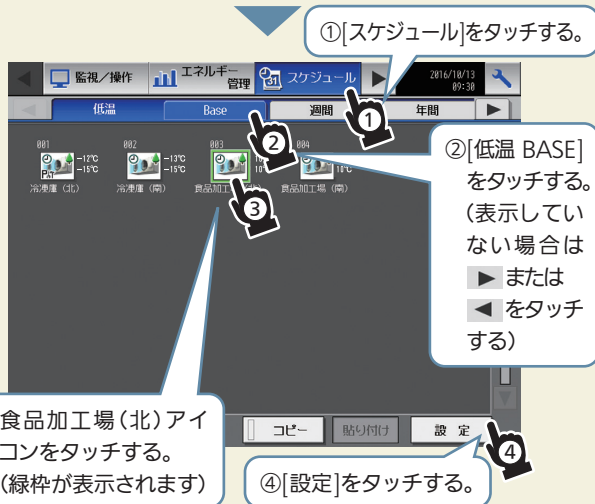 ①[スケジュール]をタッチする。
監視/操作
エネルギー
管理
31 スケジュール
2016/10/13
09:30
低温
Base
週間
年間
①
②
②[低温 BASE]
をタッチする。
(表示してい
ない場合は
▶ または
◀ をタッチ
する)
001
-12℃
-15℃
PAT
冷凍庫 (北)
002
-13℃
-15℃
冷凍庫 (南)
003
004
食品加工場 (南)
③
食品加工場(北)アイ
コンをタッチする。
(緑枠が表示されます)
コピー
貼り付け
設 定
④
④[設定]をタッチする。